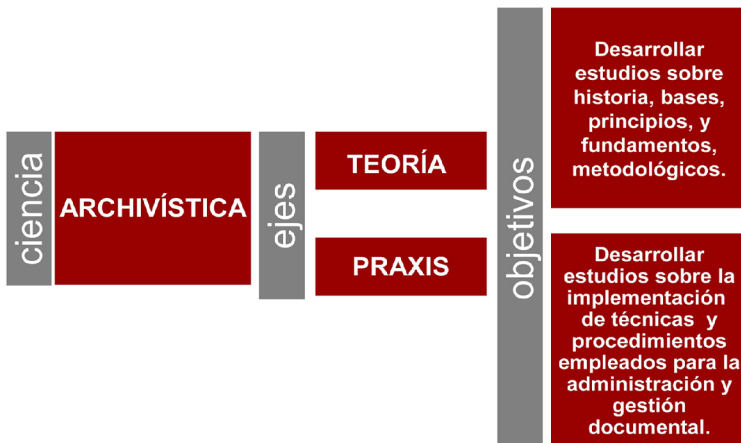 ciencia
ARCHIVÍSTICA
ejes
TEORÍA
PRAXIS
objetivos
Desarrollar
estudios sobre
historia, bases,
principios, y
fundamentos,
metodológicos.
Desarrollar
estudios sobre la
implementación
de técnicas y
procedimientos
empleados para la
administración y
gestión
documental.